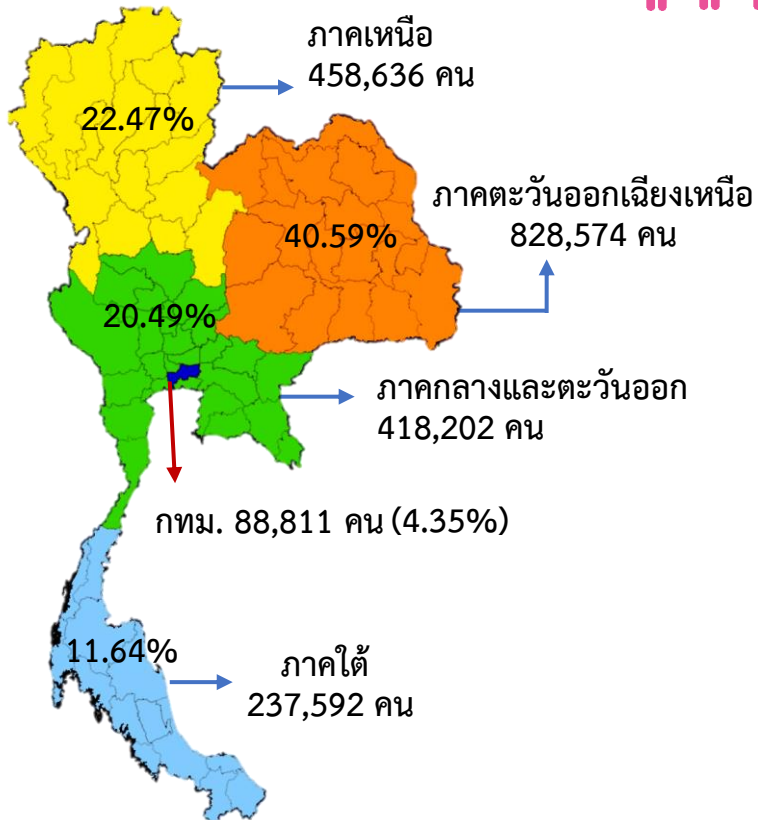 ภาคเหนือ
458,636 คน
22.47%
ภาคตะวันออกเฉียงเหนือ
828,574 คน
40.59%
20.49%
ภาคกลางและตะวันออก
418,202 คน
กทม. 88,811 คน (4.35%)
11.64%
ภาคใต้
237,592 คน